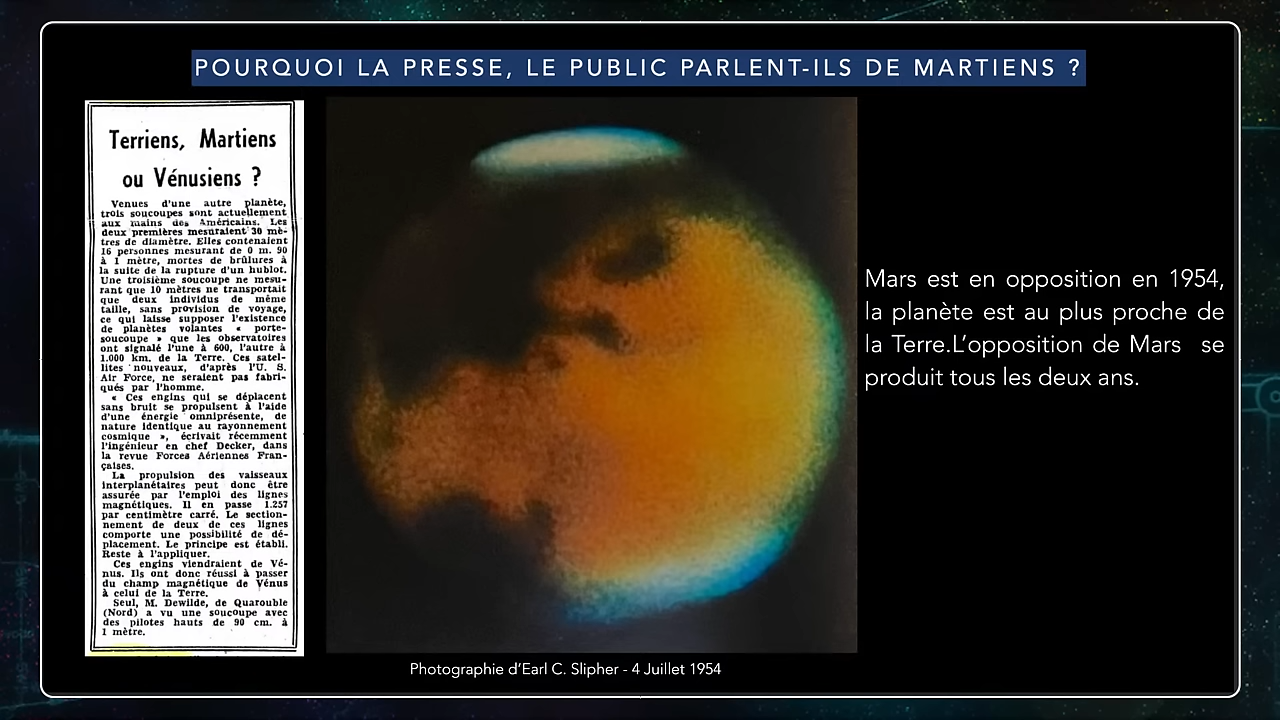 POURQUOI LA PRESSE, LE PUBLIC PARLENT-ILS DE MARTIENS ?
Terriens, Martiens
ou Vénusiens ?
Venues d'une autre planète,
trois soucoupes sont actuellement
aux mains des Américains. Les
deux premières mesuraient 30 mè-
tres de diamètre. Elles contenaient
16 personnes mesurant de 0 m. 90
à 1 mètre, mortes de brûlures à
la suite de la rupture d'un hublot.
Une troisième soucoupe ne mesu-
rant que 10 mètres ne transportait
que deux individus de même
taille, sans provision de voyage,
ce qui laisse supposer l'existence
de planètes volantes « porte-
soucoupe » que les observatoires
ont signalé l'une à 600, l'autre à
1.000 km. de la Terre. Ces satel-
lites nouveaux, d'après l'U. S.
Air Force, ne seraient pas fabri-
qués par l'homme.
« Ces engins qui se déplacent
sans bruit se propulsent à l'aide
d'une énergie omniprésente, de
nature identique au rayonnement
cosmique », écrivait récemment
l'ingénieur en chef Decker, dans
la revue Forces Aériennes Fran-
çaises.
La propulsion des vaisseaux
interplanétaires peut donc être
assurée par l'emploi des lignes
magnétiques. Il en passe 1.257
par centimètre carré. Le section-
nement de deux de ces lignes
comporte une possibilité de dé-
placement. Le principe est établi.
Reste à l'appliquer.
Ces engins viendraient de Vé-
nus. Ils ont donc réussi à passer
du champ magnétique de Vénus
à celui de la Terre.
Seul, M. Dewilde, de Quarouble
(Nord) a vu une soucoupe avec
des pilotes hauts de 90 cm. à
1 mètre.
Mars est en opposition en 1954,
la planète est au plus proche de
la Terre.L'opposition de Mars se
produit tous les deux ans.
Photographie d'Earl C. Slipher - 4 Juillet 1954